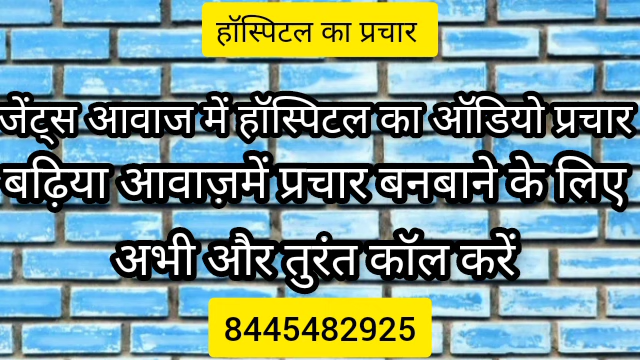 हॉस्पिटल का प्रचार
जेंट्स आवाज में हॉस्पिटल का ऑडियो प्रचार
बढ़िया आवाज़में प्रचार बनबाने के लिए
अभी और तुरंत कॉल करें
8445482925